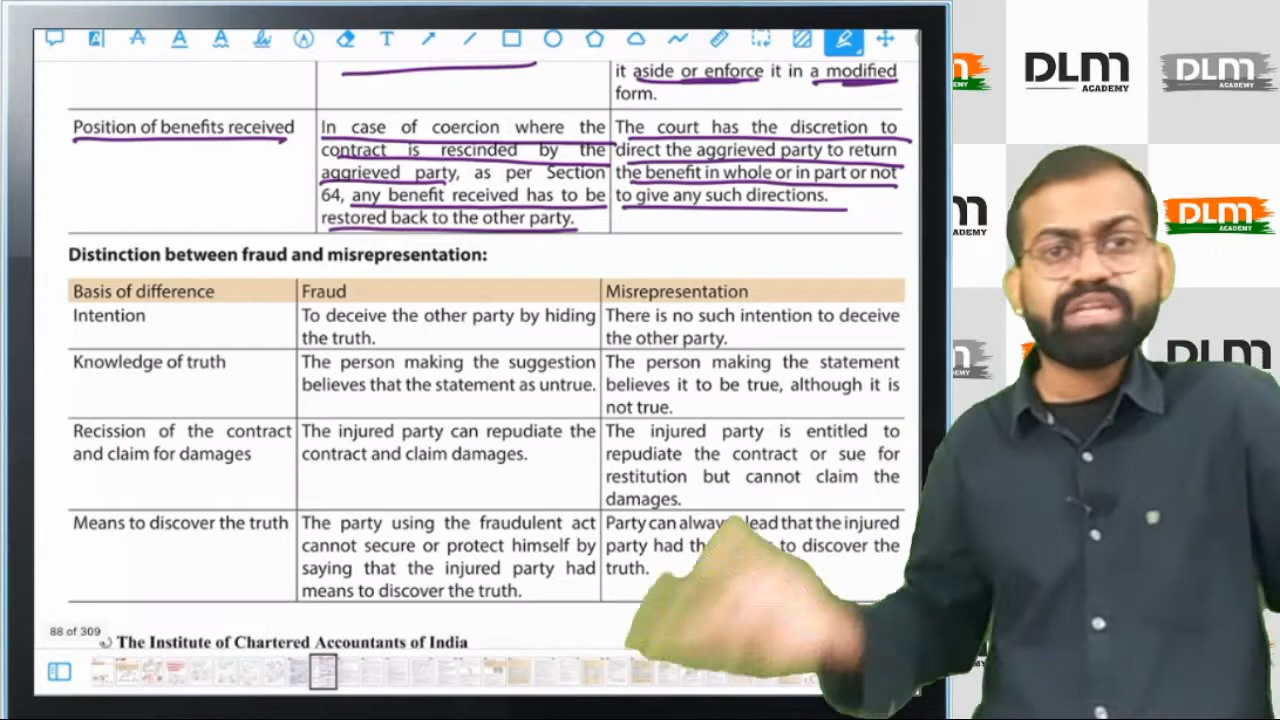 it aside or enforce it in a modified
form.
Position of benefits received
In case of coercion where the
contract is rescinded by the
aggrieved party, as per Section
64, any benefit received has to be
restored back to the other party.
The court has the discretion to
direct the aggrieved party to return
the benefit in whole or in part or not
to give any such directions.
Distinction between fraud and misrepresentation:
Basis of difference
Fraud
Misrepresentation
Intention
To deceive the other party by hiding
the truth.
There is no such intention to deceive
the other party.
Knowledge of truth
The person making the suggestion
believes that the statement as untrue.
The person making the statement
believes it to be true, although it is
not true.
Recission of the contract
and claim for damages
The injured party can repudiate the
contract and claim damages.
The injured party is entitled to
repudiate the contract or sue for
restitution but cannot claim the
damages.
Means to discover the truth
The party using the fraudulent act
cannot secure or protect himself by
saying that the injured party had
means to discover the truth.
Party can always lead that the injured
party had to discover the
truth.
88 of 309
The Institute of Chartered Accountants of India
DLM
ACADEMY
DLM
ACADEMY
DLM
ACADEMY
DLM